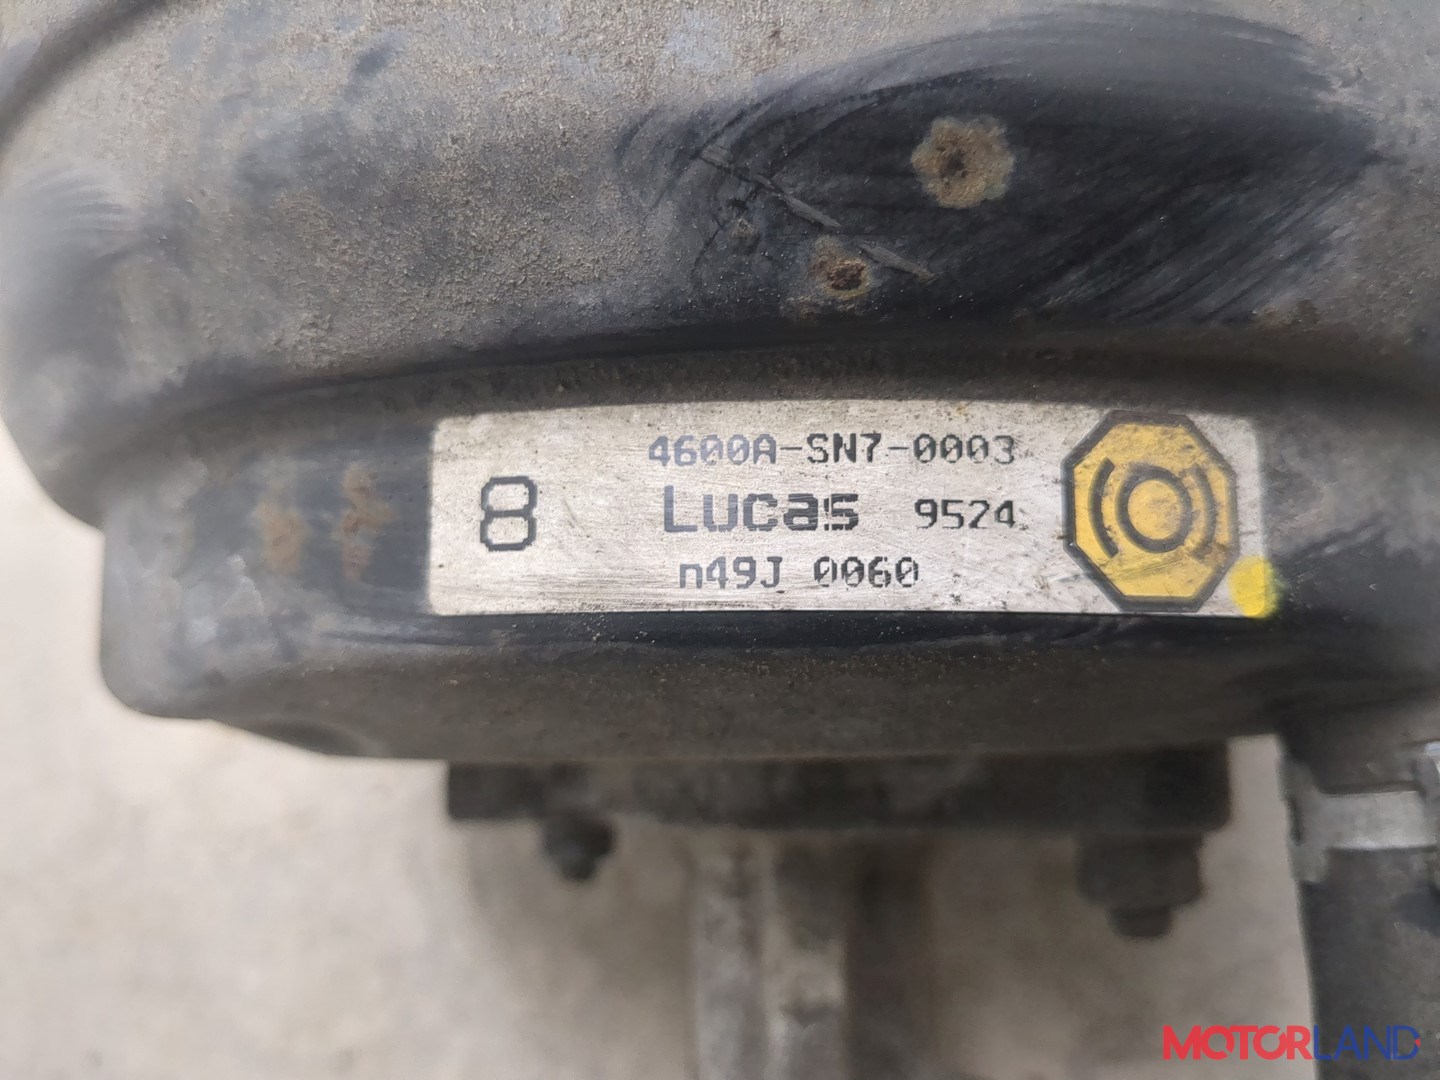 4600A-SN7-0003
8
Lucas 9524
n49J 0060
MOTORLAND